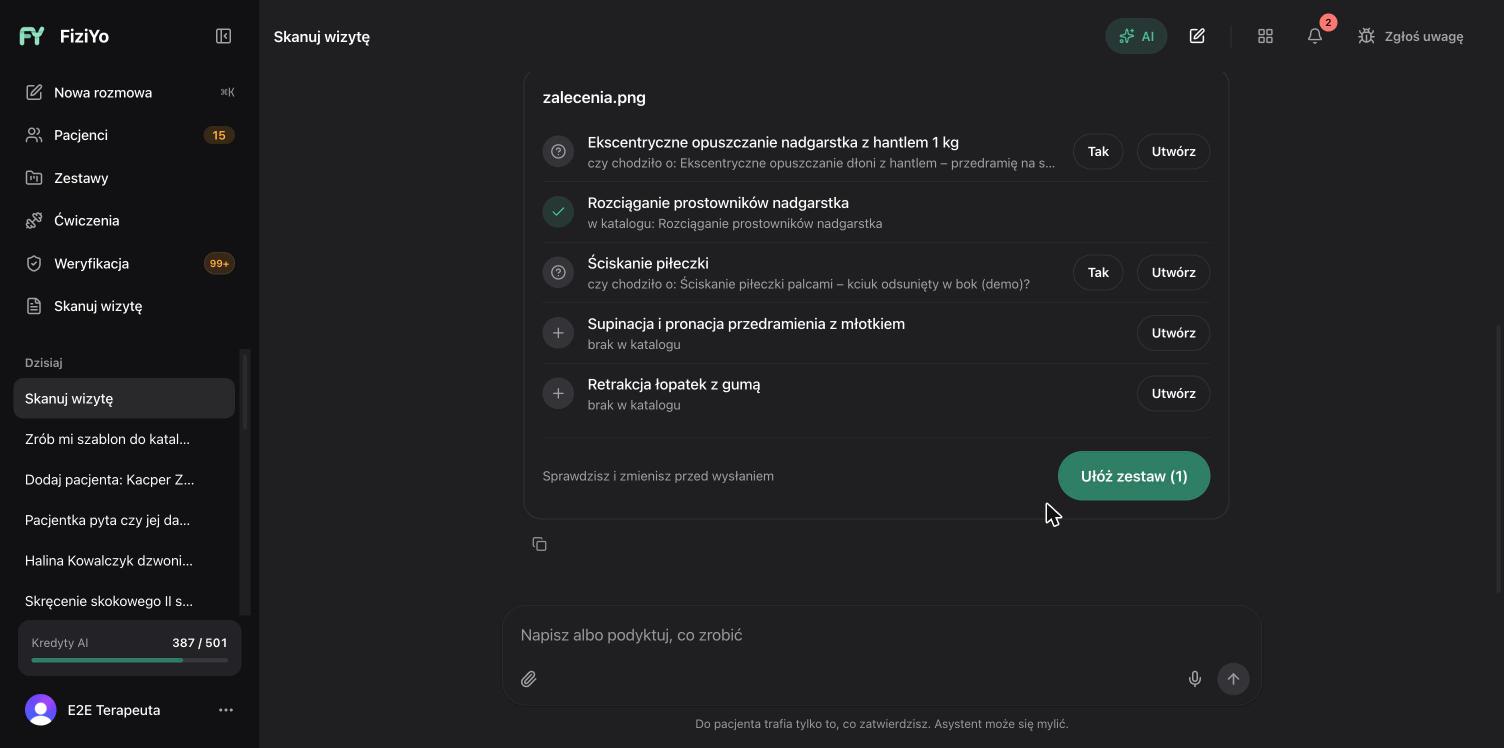 FY FiziYo
Skanuj wizytę
AI
2
Zgłoś uwagę
Nowa rozmowa ⌘K
Pacjenci 15
Zestawy
Ćwiczenia
Weryfikacja 99+
Skanuj wizytę
Dzisiaj
Skanuj wizytę
Zrób mi szablon do katal...
Dodaj pacjenta: Kacper Z...
Pacjentka pyta czy jej da...
Halina Kowalczyk dzwoni...
Skręcenie skokowego II s...
Kredyty AI 387 / 501
E2E Terapeuta
zalecenia.png
Ekscentryczne opuszczanie nadgarstka z hantlem 1 kg
czy chodziło o: Ekscentryczne opuszczanie dłoni z hantlem – przedramię na s...
Tak Utwórz
Rozciąganie prostowników nadgarstka
w katalogu: Rozciąganie prostowników nadgarstka
Ściskanie piłeczki
czy chodziło o: Ściskanie piłeczki palcami – kciuk odsunięty w bok (demo)?
Tak Utwórz
Supinacja i pronacja przedramienia z młotkiem
brak w katalogu
Utwórz
Retrakcja łopatek z gumą
brak w katalogu
Utwórz
Sprawdzisz i zmienisz przed wysłaniem
Ułóż zestaw (1)
Napisz albo podyktuj, co zrobić
Do pacjenta trafia tylko to, co zatwierdzisz. Asystent może się mylić.